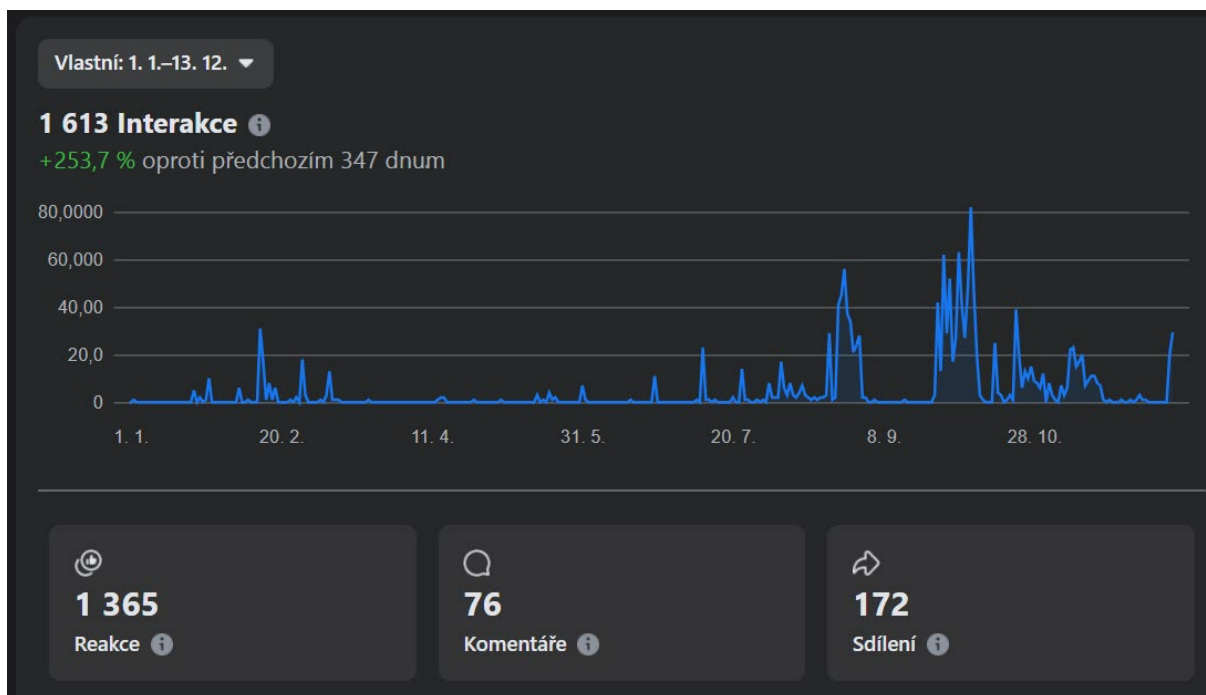 Vlastní: 1. 1.–13. 12.
1 613 Interakce
+253,7 % oproti předchozím 347 dnum
80,0000
60,000
40,00
20,0
0
1. 1. 20. 2. 11. 4. 31. 5. 20. 7. 8. 9. 28. 10.
1 365 76 172
Reakce Komentáře Sdílení